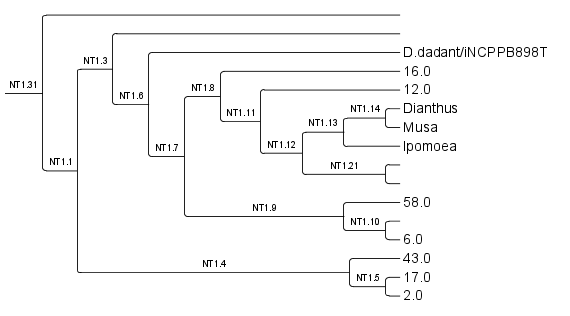 D.dadant/iNCPPB898T
NT1.3
16.0
NT1.31
NT1.6
NT1.8
12.0
NT1.11
NT1.14
Dianthus
NT1.13
Musa
NT1.7
NT1.12
Ipomoea
NT1.1
NT1.21
58.0
NT1.9
NT1.10
6.0
43.0
NT1.4
NT1.5
17.0
2.0